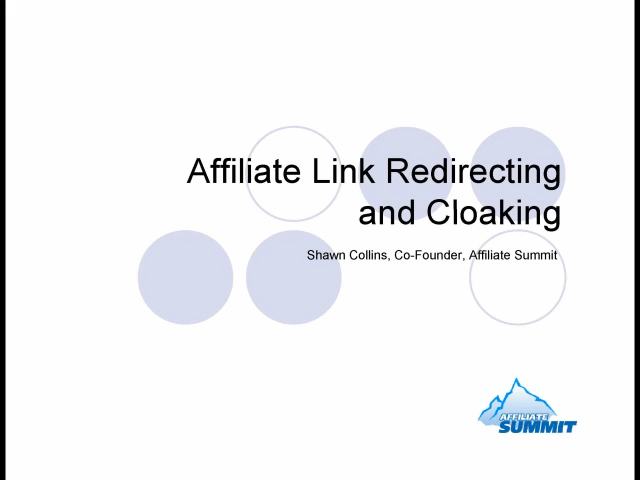 Affiliate Link Redirecting
and Cloaking
Shawn Collins, Co-Founder, Affiliate Summit
AFFILIATE
SUMMIT